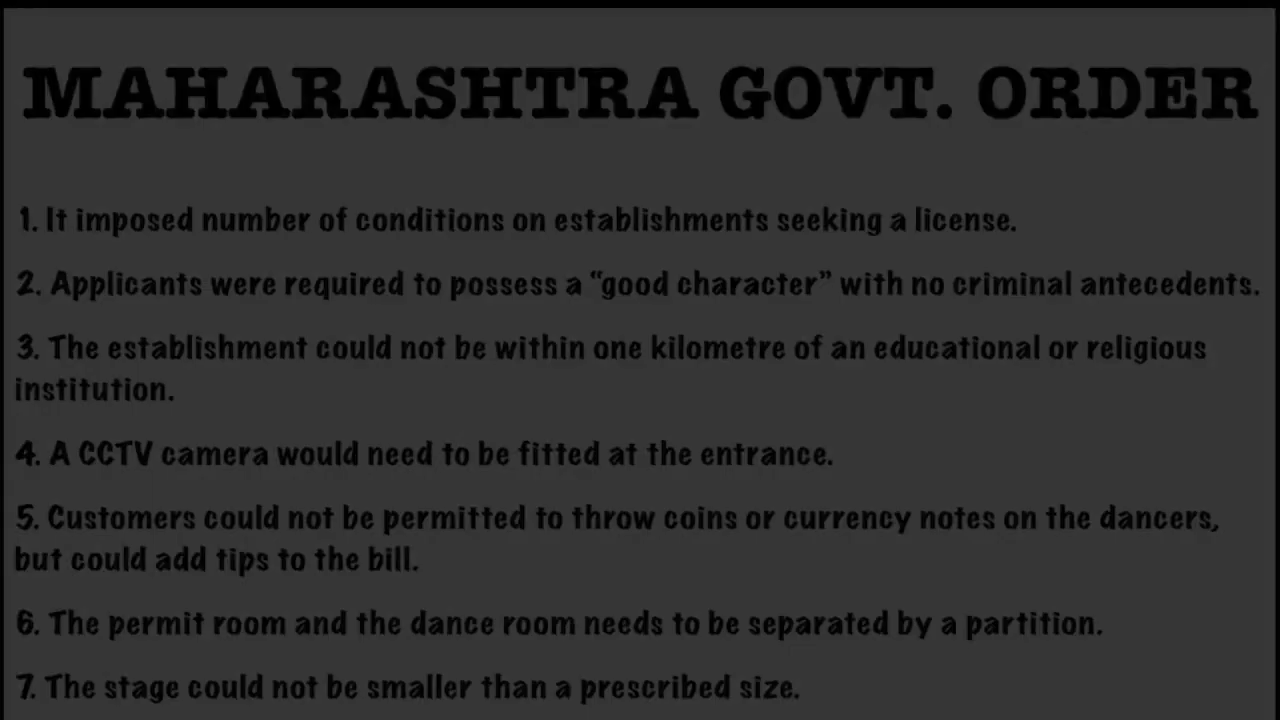 MAHARASHTRA GOVT. ORDER
1. It imposed number of conditions on establishments seeking a license.
2. Applicants were required to possess a “good character” with no criminal antecedents.
3. The establishment could not be within one kilometre of an educational or religious
institution.
4. A CCTV camera would need to be fitted at the entrance.
5. Customers could not be permitted to throw coins or currency notes on the dancers,
but could add tips to the bill.
6. The permit room and the dance room needs to be separated by a partition.
7. The stage could not be smaller than a prescribed size.